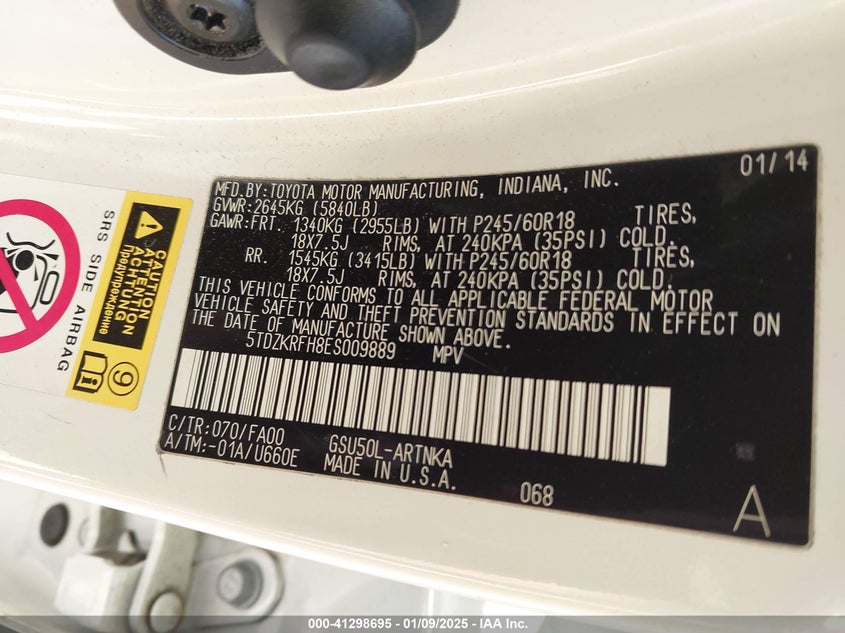 01/14
MFD.BY:TOYOTA MOTOR MANUFACTURING, INDIANA, INC.
GVWR:2645KG (5840LB)
GAWR:FRT. 1340KG (2955LB) WITH P245/60R18 TIRES,
18X7.5J RIMS, AT 240KPA (35PSI) COLD.
RR. 1545KG (3415LB) WITH P245/60R18 TIRES,
18X7.5J RIMS, AT 240KPA (35PSI) COLD.
THIS VEHICLE CONFORMS TO ALL APPLICABLE FEDERAL MOTOR
VEHICLE SAFETY AND THEFT PREVENTION STANDARDS IN EFFECT ON
THE DATE OF MANUFACTURE SHOWN ABOVE.
5TDZKRFH8ES009889 MPV
C/TR:070/FA00
A/TM:-01A/U660E
GSU50L-ARTNKA
MADE IN U.S.A.
068
A
SRS SIDE AIRBAG
CAUTION
ATTENTION
ACHTUNG
Предупреждение
9
000-41298695 - 01/09/2025 - IAA Inc.